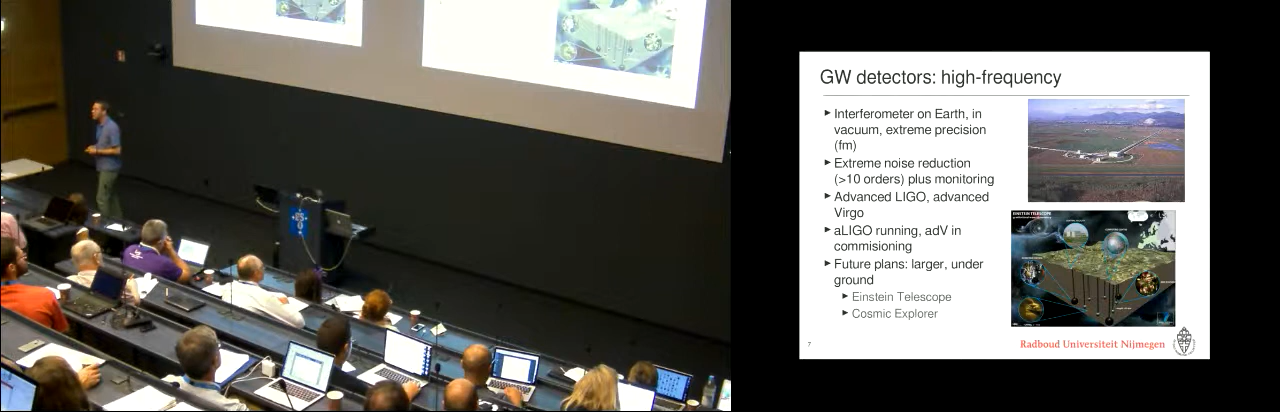 GW detectors: high-frequency
Interferometer on Earth, in
vacuum, extreme precision
(fm)
Extreme noise reduction
(>10 orders) plus monitoring
Advanced LIGO, advanced
Virgo
aLIGO running, adV in
commisioning
Future plans: larger, under
ground
Einstein Telescope
Cosmic Explorer
EINSTEIN TELESCOPE
7
Radboud Universiteit Nijmegen